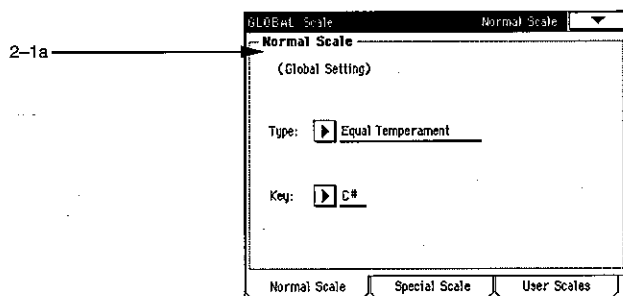 GLOBAL Scale Normal Scale
2–1a
Normal Scale
(Global Setting)
Type: Equal Temperament
Key: C#
Normal Scale Special Scale User Scales